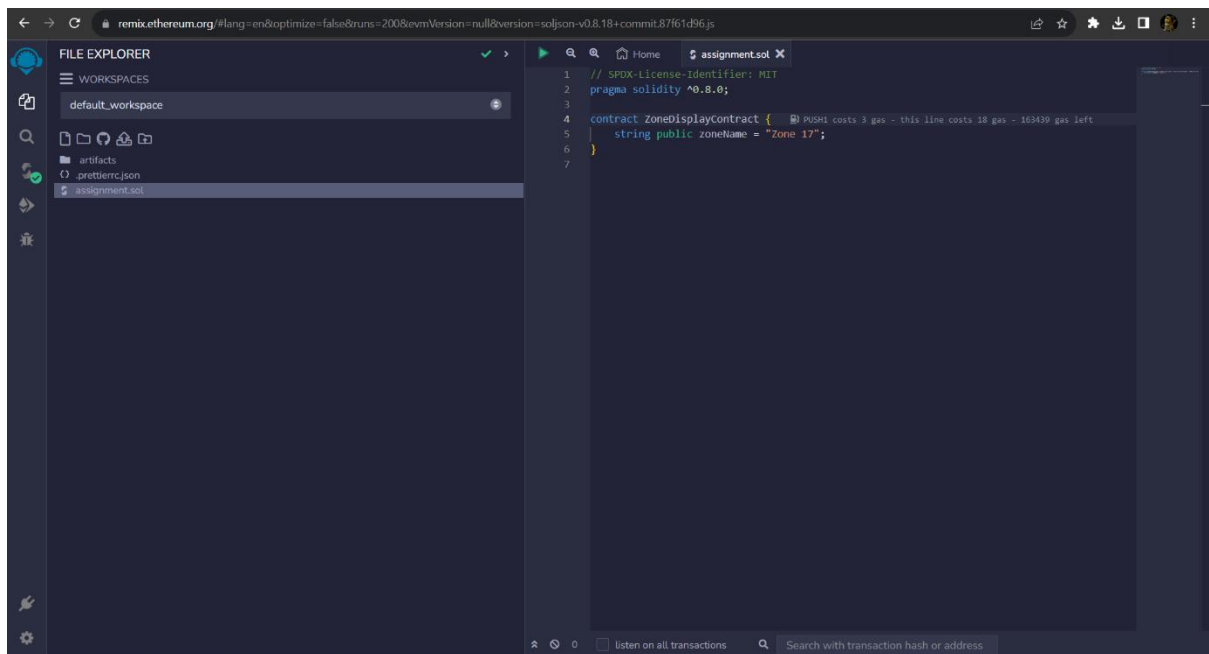 remix.ethereum.org/#lang=en&optimize=false&runs=200&evmVersion=null&version=soljson-v0.8.18+commit.87f61d96.js
FILE EXPLORER
WORKSPACES
default_workspace
artifacts
.prettierrc.json
assignment.sol
Home
assignment.sol
1 // SPDX-License-Identifier: MIT
2 pragma solidity ^0.8.0;
3
4 contract ZoneDisplayContract { PUSH1 costs 3 gas - this line costs 18 gas - 163439 gas left
5 string public zoneName = "Zone 17";
6 }
7
0 listen on all transactions Search with transaction hash or address